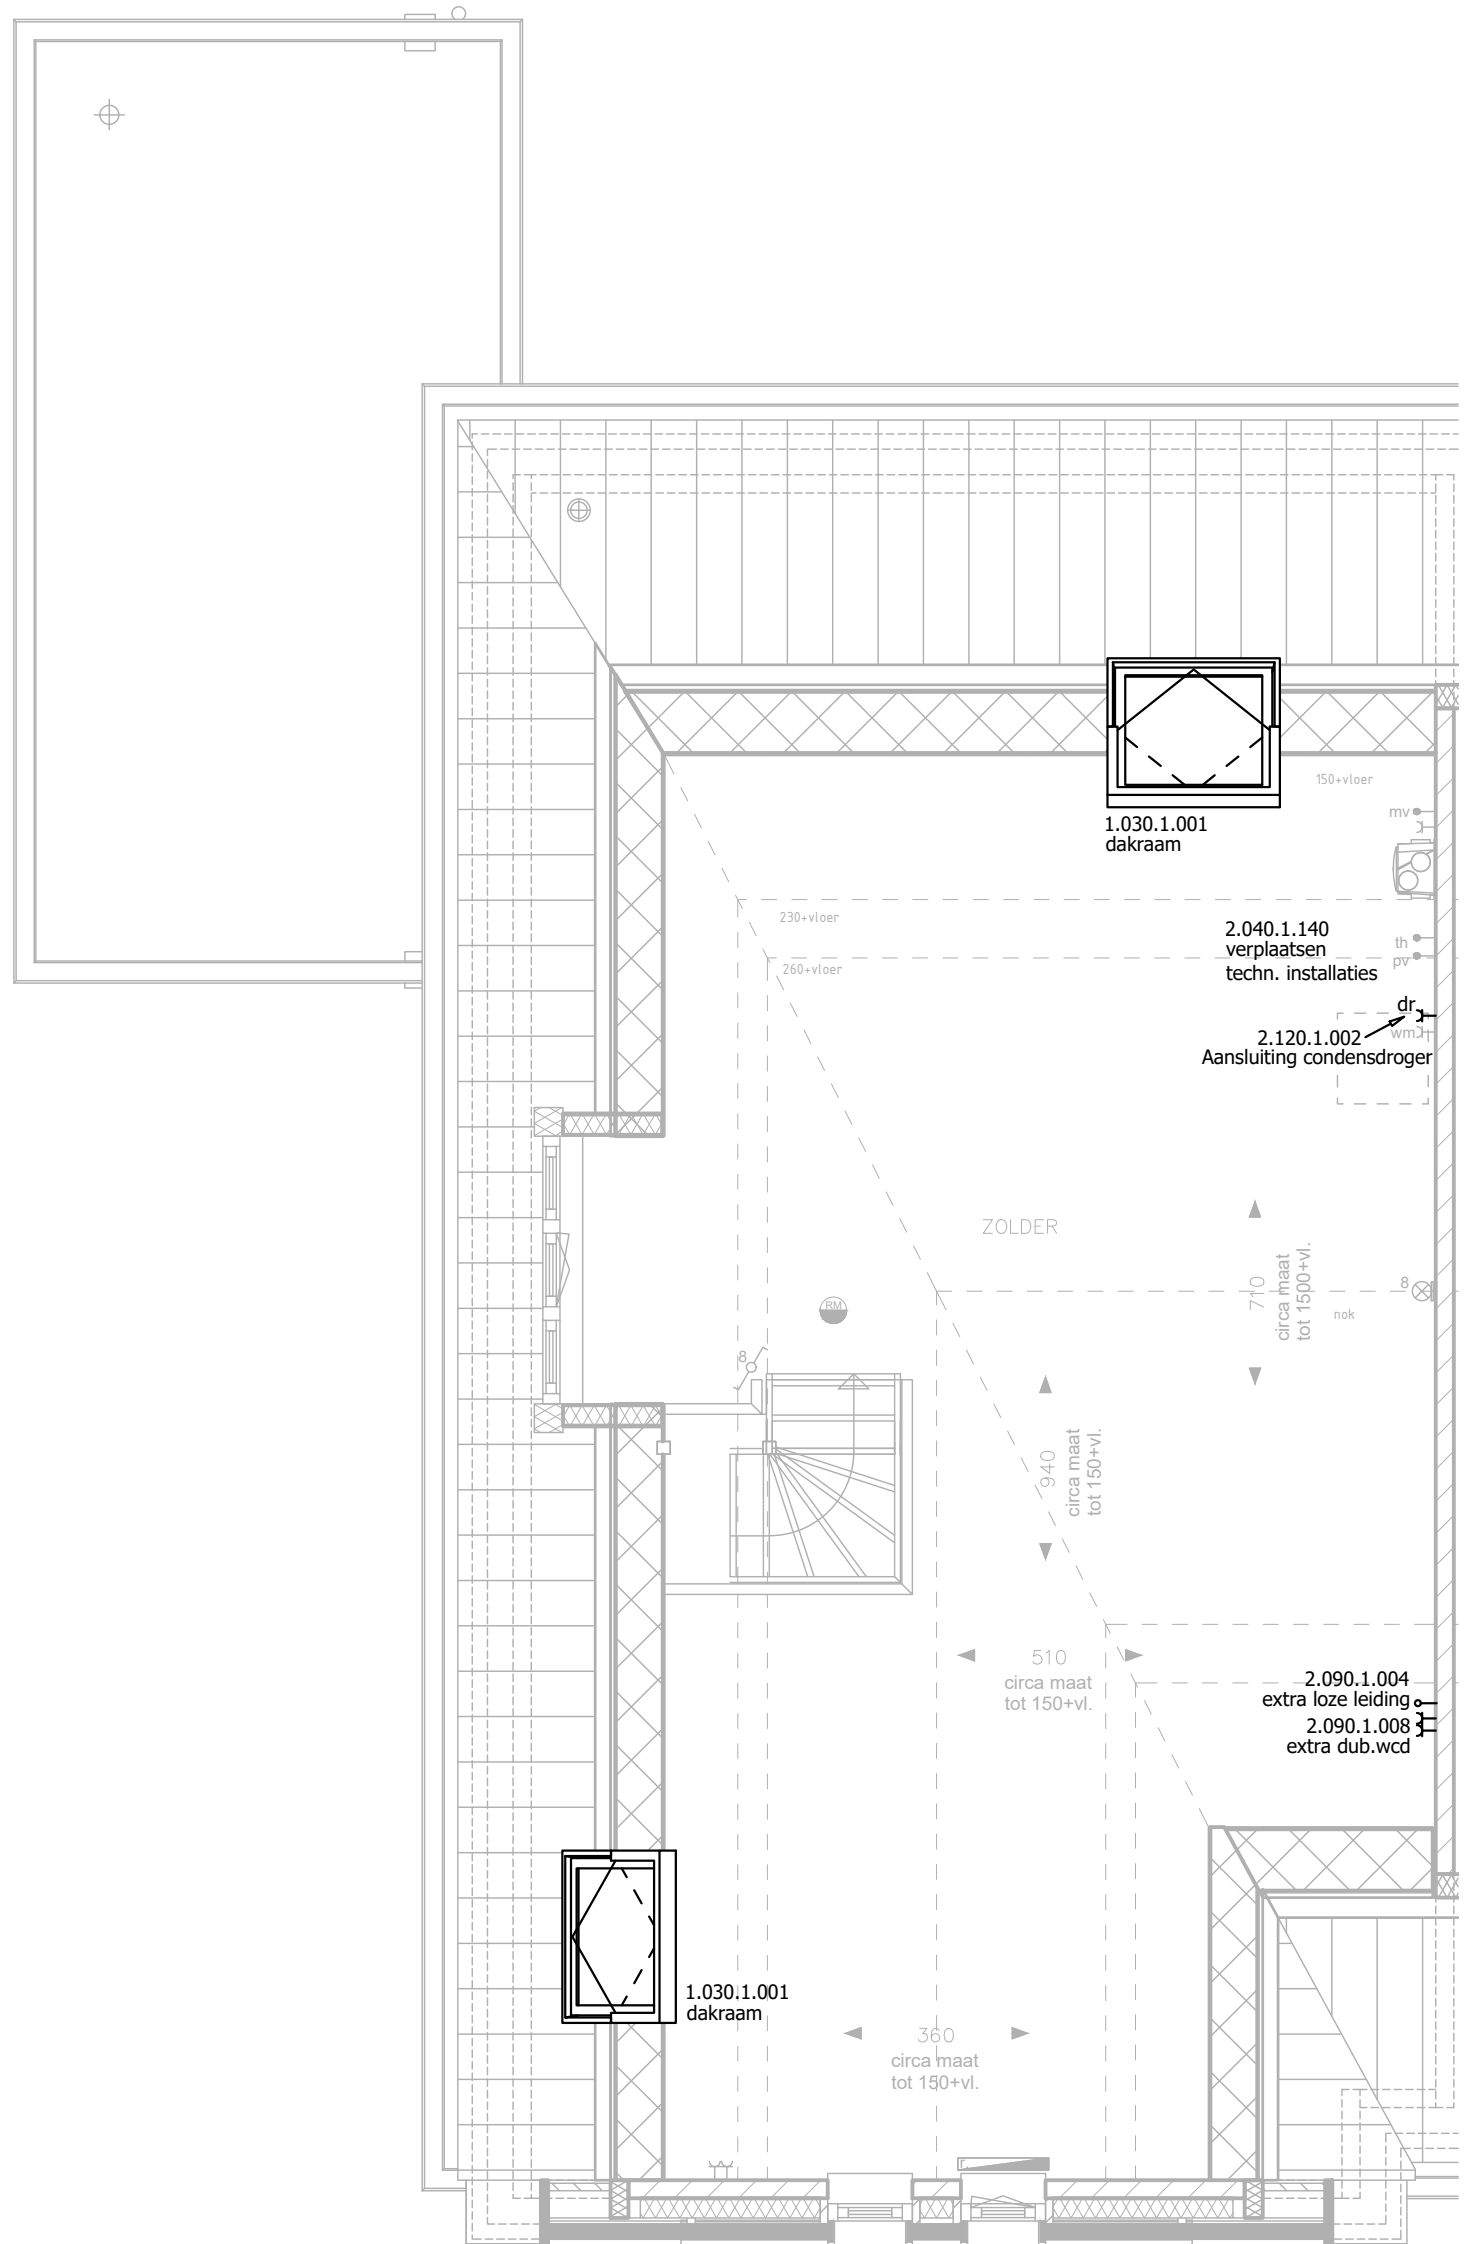 150+vloer
mv
1.030.1.001
dakraam
230+vloer
2.040.1.140
verplaatsen
techn. installaties
th
pv
260+vloer
dr
wm
2.120.1.002
Aansluiting condensdroger
ZOLDER
710
circa maat
tot 1500+vl.
8
nok
RM
8
940
circa maat
tot 150+vl.
510
circa maat
tot 150+vl.
2.090.1.004
extra loze leiding
2.090.1.008
extra dub.wcd
1.030.1.001
dakraam
360
circa maat
tot 150+vl.